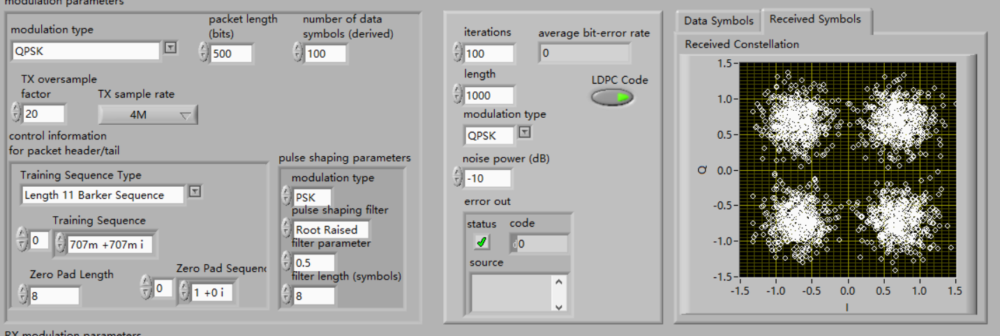 modulation parameters
modulation type
QPSK
packet length
(bits)
500
number of data
symbols (derived)
100
TX oversample
factor
20
TX sample rate
4M
control information
for packet header/tail
Training Sequence Type
Length 11 Barker Sequence
Training Sequence
0
707m +707m i
Zero Pad Length
8
Zero Pad Sequenc
0
1 +0 i
pulse shaping parameters
modulation type
PSK
pulse shaping filter
Root Raised
filter parameter
0.5
filter length (symbols)
8
iterations
100
average bit-error rate
0
length
1000
LDPC Code
modulation type
QPSK
noise power (dB)
-10
error out
status
code
d0
source
Data Symbols
Received Symbols
Received Constellation
1.5
1.0
0.5
0.0
-0.5
-1.0
-1.5
Q
-1.5 -1.0 -0.5 0.0 0.5 1.0 1.5
I
RX modulation parameters